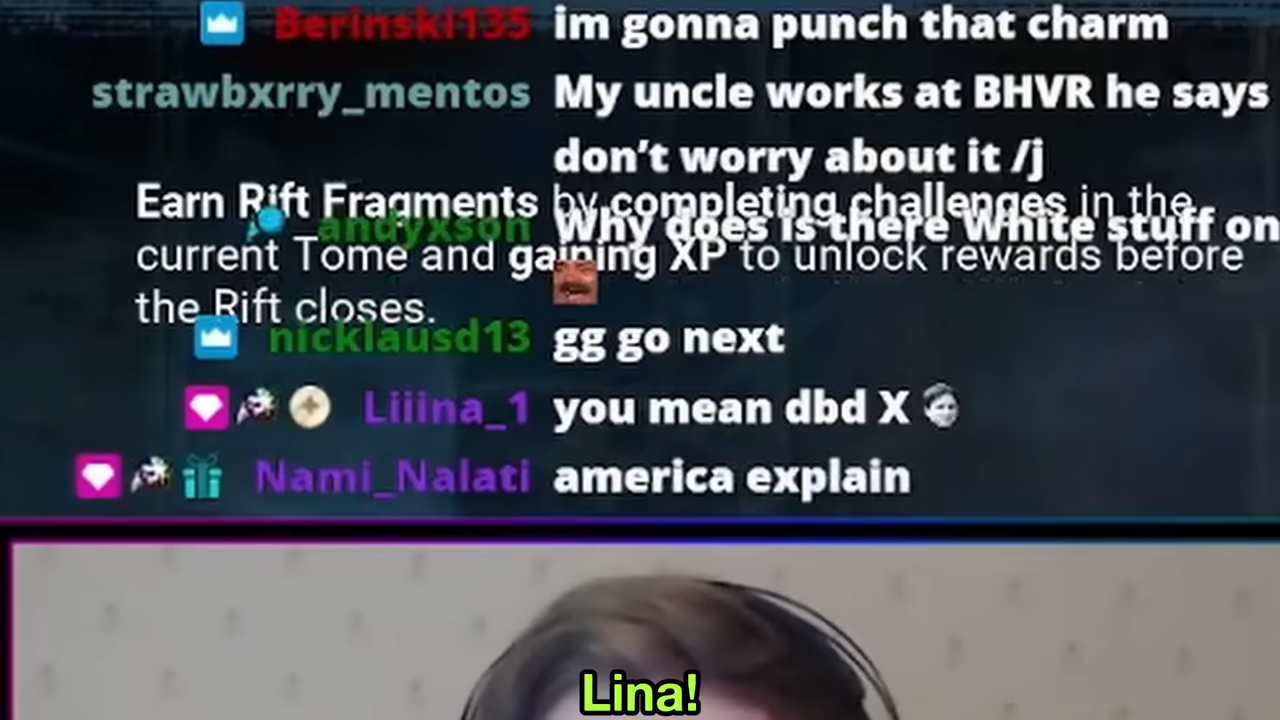 Berinski135 im gonna punch that charm
strawbxrry_mentos My uncle works at BHVR he says
don't worry about it /j
Earn Rift Fragments by completing challenges in the
andyxson Why does is there White stuff on
current Tome and gaining XP to unlock rewards before
the Rift closes.
nicklausd13 gg go next
Liiina_1 you mean dbd X
Nami_Nalati america explain
Lina!